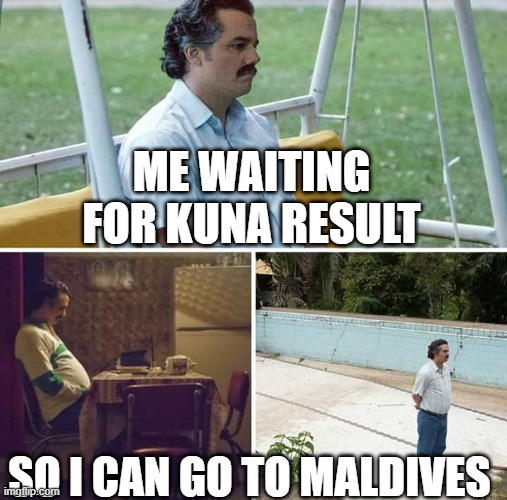 ME WAITING
FOR KUNA RESULT
SO I CAN GO TO MALDIVES
imgflip.com